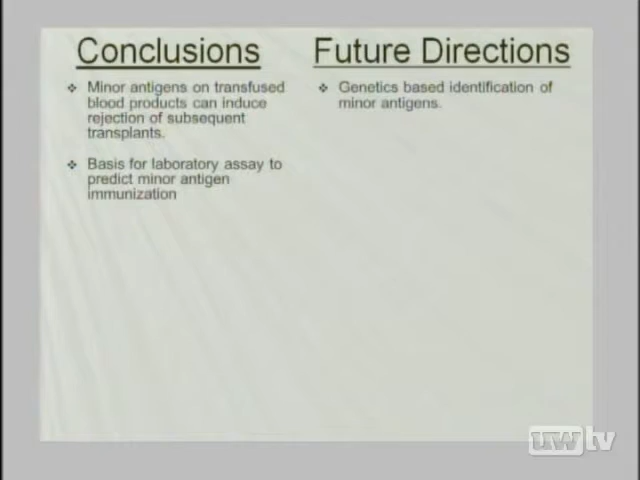 Conclusions
Minor antigens on transfused
blood products can induce
rejection of subsequent
transplants.
Basis for laboratory assay to
predict minor antigen
immunization
Future Directions
Genetics based identification of
minor antigens.
uwtv